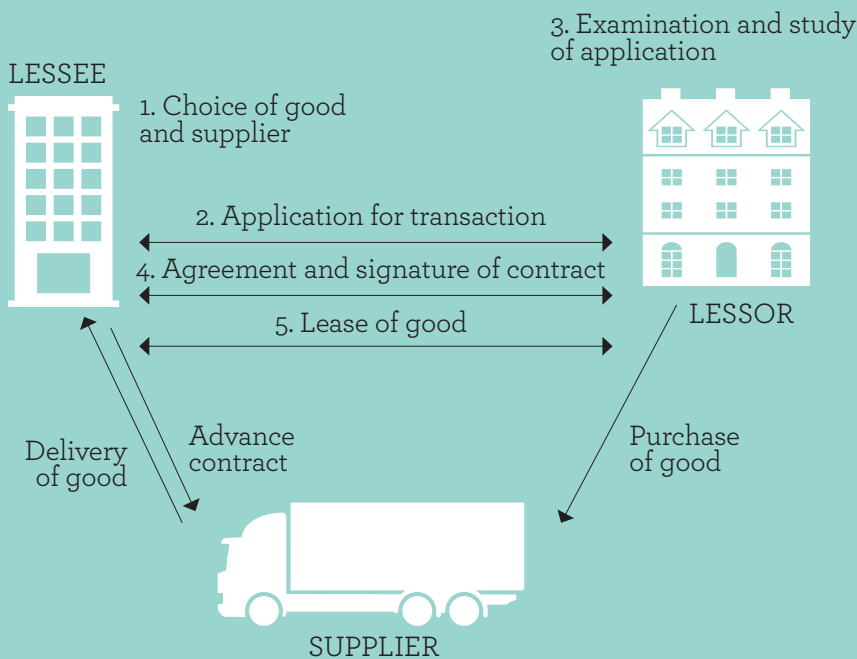 3. Examination and study
of application
LESSEE
1. Choice of good
and supplier
2. Application for transaction
4. Agreement and signature of contract
LESSOR
5. Lease of good
Delivery
of good
Advance
contract
Purchase
of good
SUPPLIER